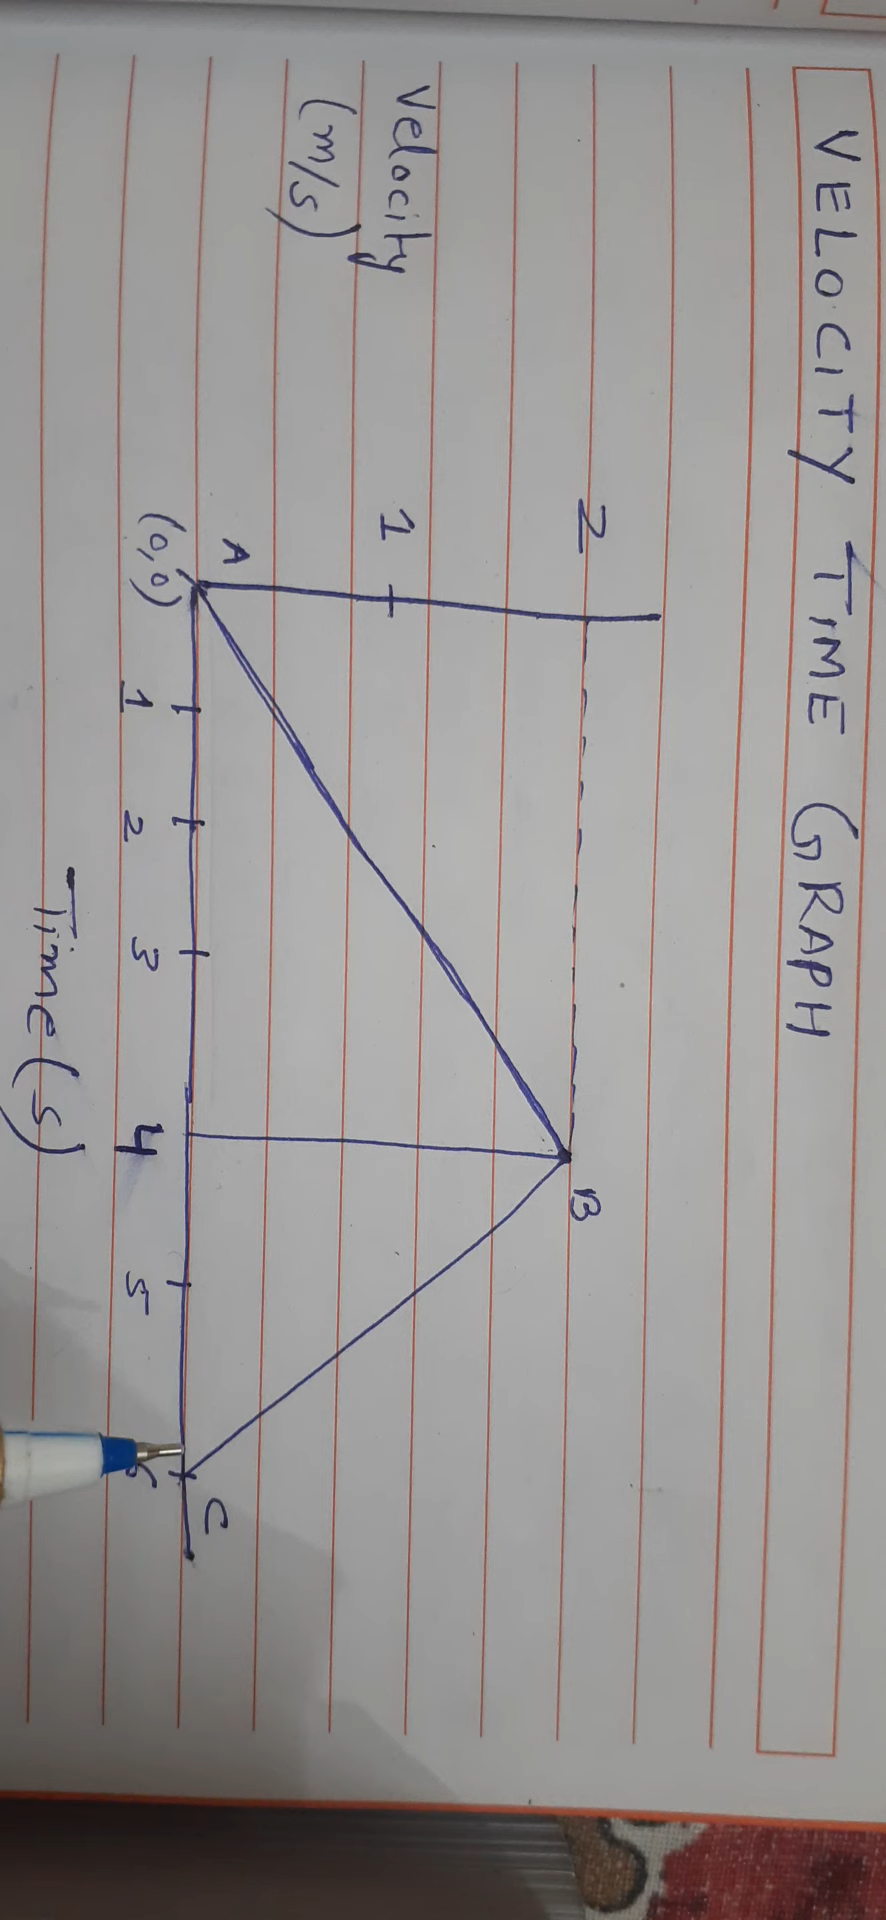 VELOCITY TIME GRAPH
2
B
Velocity
(m/s)
1
A
C
(0,0)
1 2 3 4 5
Time (s)